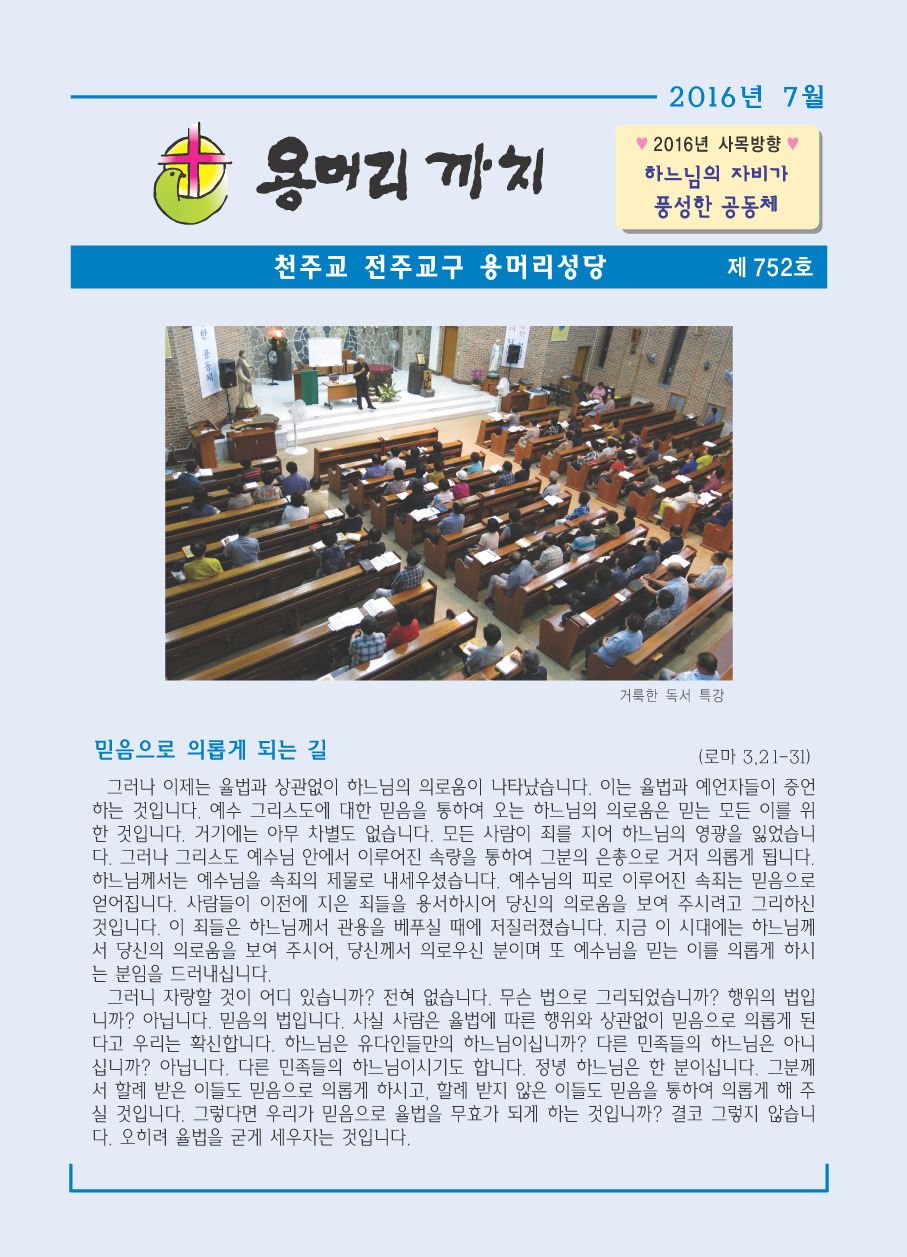 2016년 7월
용머리 까치
♥ 2016년 사목방향 ♥
하느님의 자비가
풍성한 공동체
천주교 전주교구 용머리성당 제 752호
한 공동체
거룩한 독서 특강
믿음으로 의롭게 되는 길 (로마 3,21-31)
그러나 이제는 율법과 상관없이 하느님의 의로움이 나타났습니다. 이는 율법과 예언자들이 증언
하는 것입니다. 예수 그리스도에 대한 믿음을 통하여 오는 하느님의 의로움은 믿는 모든 이를 위
한 것입니다. 거기에는 아무 차별도 없습니다. 모든 사람이 죄를 지어 하느님의 영광을 잃었습니
다. 그러나 그리스도 예수님 안에서 이루어진 속량을 통하여 그분의 은총으로 거저 의롭게 됩니다.
하느님께서는 예수님을 속죄의 제물로 내세우셨습니다. 예수님의 피로 이루어진 속죄는 믿음으로
얻어집니다. 사람들이 이전에 지은 죄들을 용서하시어 당신의 의로움을 보여 주시려고 그리하신
것입니다. 이 죄들은 하느님께서 관용을 베푸실 때에 저질러졌습니다. 지금 이 시대에는 하느님께
서 당신의 의로움을 보여 주시어, 당신께서 의로우신 분이며 또 예수님을 믿는 이를 의롭게 하시
는 분임을 드러내십니다.
그러니 자랑할 것이 어디 있습니까? 전혀 없습니다. 무슨 법으로 그리되었습니까? 행위의 법입
니까? 아닙니다. 믿음의 법입니다. 사실 사람은 율법에 따른 행위와 상관없이 믿음으로 의롭게 된
다고 우리는 확신합니다. 하느님은 유다인들만의 하느님이십니까? 다른 민족들의 하느님은 아니
십니까? 아닙니다. 다른 민족들의 하느님이시기도 합니다. 정녕 하느님은 한 분이십니다. 그분께
서 할례 받은 이들도 믿음으로 의롭게 하시고, 할례 받지 않은 이들도 믿음을 통하여 의롭게 해 주
실 것입니다. 그렇다면 우리가 믿음으로 율법을 무효가 되게 하는 것입니까? 결코 그렇지 않습니
다. 오히려 율법을 굳게 세우자는 것입니다.